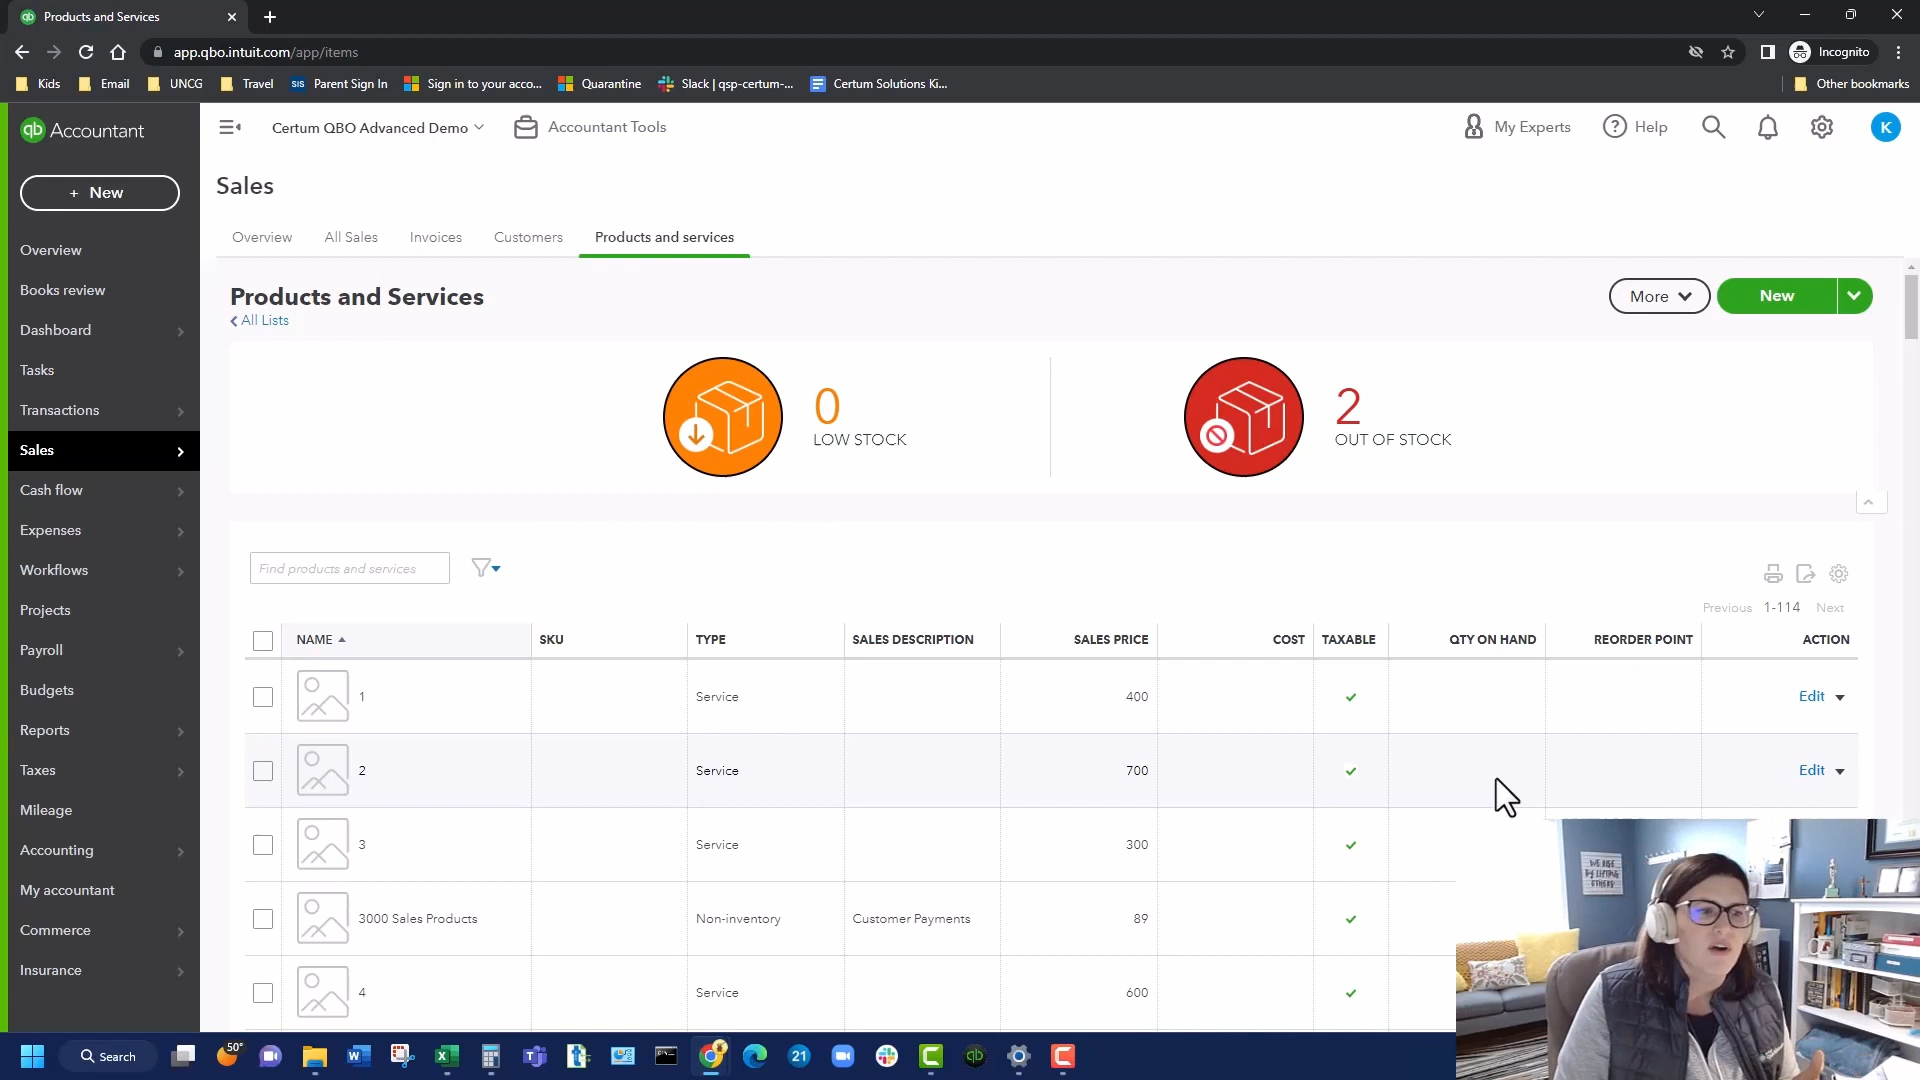 Products and Services
app.qbo.intuit.com/app/items
Incognito
Kids
Email
UNCG
Travel
SIS Parent Sign In
Sign in to your acco...
Quarantine
Slack | qsp-certum-...
Certum Solutions Ki...
Other bookmarks
qb Accountant
Certum QBO Advanced Demo
Accountant Tools
My Experts
? Help
K
+ New
Overview
Books review
Dashboard
Tasks
Transactions
Sales
Cash flow
Expenses
Workflows
Projects
Payroll
Budgets
Reports
Taxes
Mileage
Accounting
My accountant
Commerce
Insurance
Sales
Overview All Sales Invoices Customers Products and services
Products and Services
All Lists
More
New
0
LOW STOCK
2
OUT OF STOCK
Find products and services
Previous 1-114 Next
NAME SKU TYPE SALES DESCRIPTION SALES PRICE COST TAXABLE QTY ON HAND REORDER POINT ACTION
1 Service 400 Edit
2 Service 700 Edit
3 Service 300
3000 Sales Products Non-inventory Customer Payments 89
4 Service 600
WE RISE
BY LIFTING
OTHERS
50°
Search
21